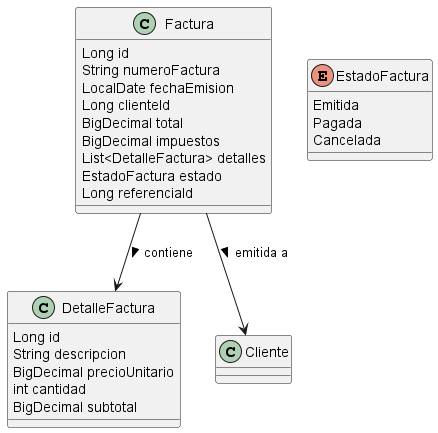 C Factura
Long id
String numeroFactura
LocalDate fechaEmision
Long clienteId
BigDecimal total
BigDecimal impuestos
List<DetalleFactura> detalles
EstadoFactura estado
Long referenciaId
E EstadoFactura
Emitida
Pagada
Cancelada
contiene
emitida a
C DetalleFactura
Long id
String descripcion
BigDecimal precioUnitario
int cantidad
BigDecimal subtotal
C Cliente